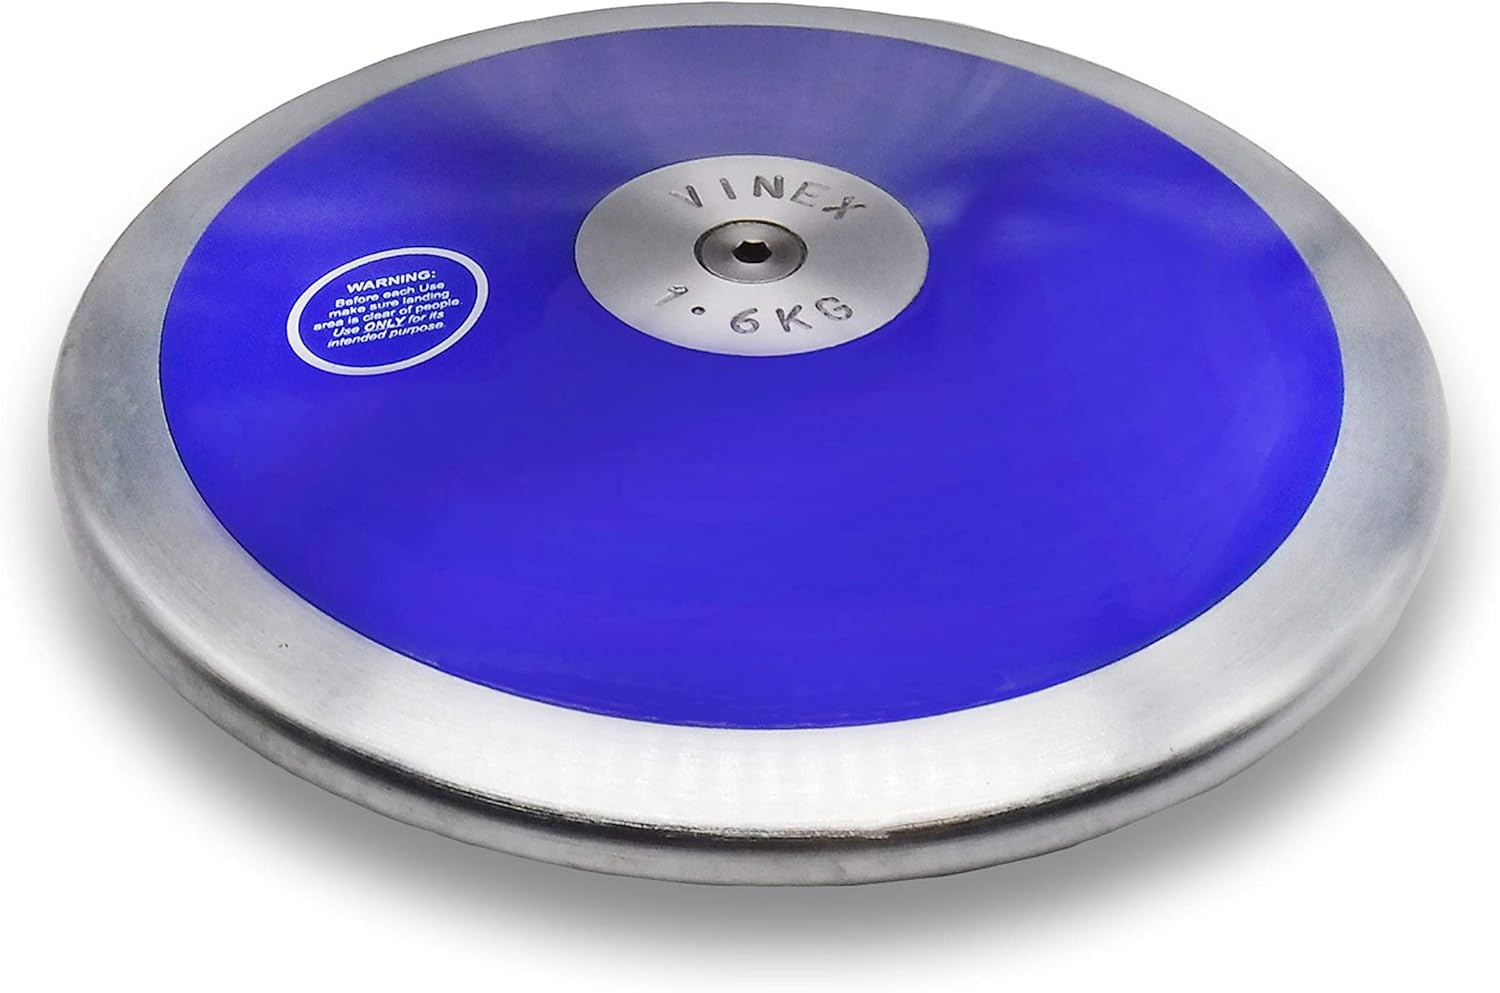 VINEX
1.6KG
WARNING:
Before each Use
make sure landing
area is clear of people.
Use ONLY for its
intended purpose.